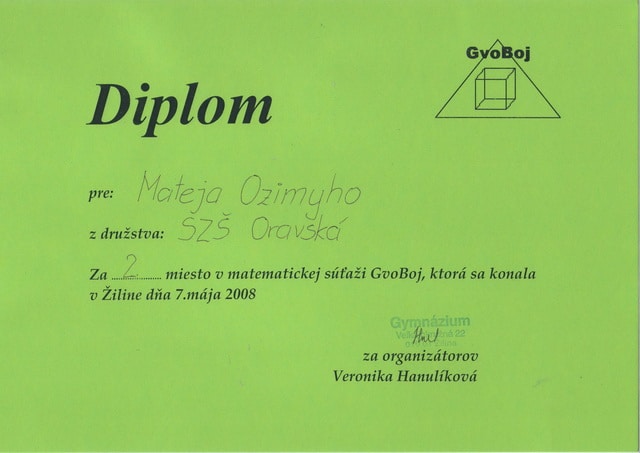 GvoBoj
Diplom
pre: Mateja Ozimyho
z družstva: SZŠ Oravská
Za 2 miesto v matematickej súťaži GvoBoj, ktorá sa konala
v Žiline dňa 7.mája 2008
Gymnázium
22
za organizátorov
Veronika Hanulíková